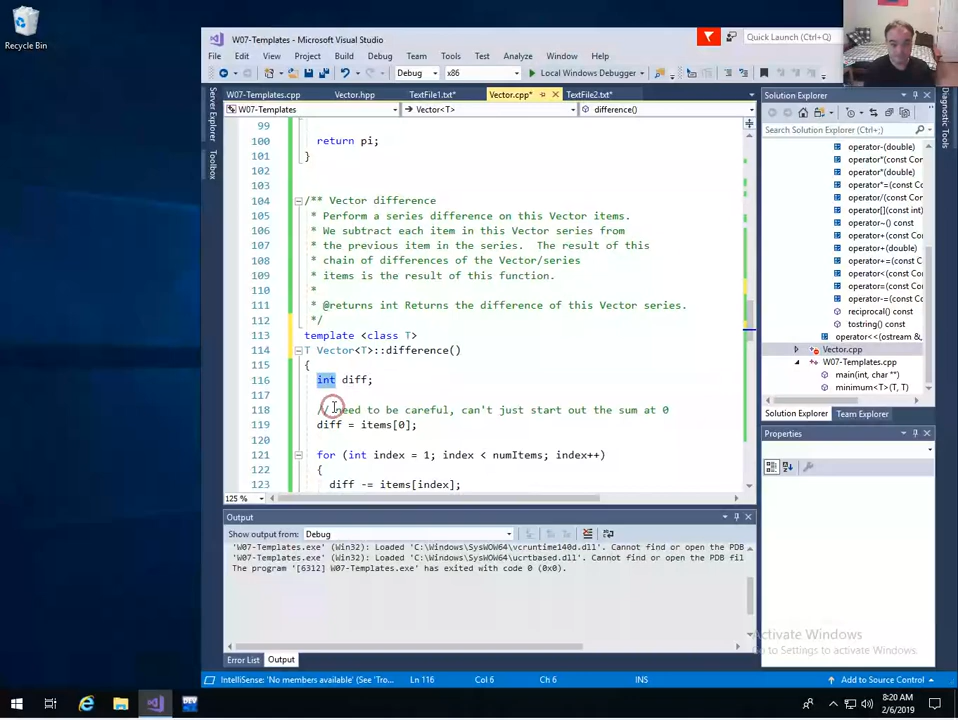 Recycle Bin
W07-Templates - Microsoft Visual Studio
Quick Launch (Ctrl+;)
File Edit View Project Build Debug Team Tools Test Analyze Window Help
Debug x86 Local Windows Debugger
W07-Templates.cpp Vector.hpp TextFile1.txt* Vector.cpp* TextFile2.txt*
W07-Templates Vector<T> difference()
Server Explorer
Toolbox
99
100 return pi;
101 }
102
103
104 /** Vector difference
105 * Perform a series difference on this Vector items.
106 * We subtract each item in this Vector series from
107 * the previous item in the series. The result of this
108 * chain of differences of the Vector/series
109 * items is the result of this function.
110 *
111 * @returns int Returns the difference of this Vector series.
112 */
113 template <class T>
114 T Vector<T>::difference()
115 {
116 int diff;
117
118 // need to be careful, can't just start out the sum at 0
119 diff = items[0];
120
121 for (int index = 1; index < numItems; index++)
122 {
123 diff -= items[index];
125 %
Output
Show output from: Debug
'W07-Templates.exe' (Win32): Loaded 'C:\Windows\SysWOW64\vcruntime140d.dll'. Cannot find or open the PDB
'W07-Templates.exe' (Win32): Loaded 'C:\Windows\SysWOW64\ucrtbased.dll'. Cannot find or open the PDB fil
The program '[6312] W07-Templates.exe' has exited with code 0 (0x0).
Error List Output
Solution Explorer
Search Solution Explorer (Ctrl+;)
operator-(double)
operator*(const Co
operator*(double)
operator*=(const C
operator/(const Co
operator[](const int)
operator~() const
operator+(const Co
operator+(double)
operator+=(const C
operator<(const Co
operator=(const Co
operator-=(const C
reciprocal() const
tostring() const
operator<<(ostream &
Vector.cpp
W07-Templates.cpp
main(int, char **)
minimum<T>(T, T)
Solution Explorer Team Explorer
Properties
Diagnostic Tools
Activate Windows
Go to Settings to activate Windows.
IntelliSense: 'No members available' (See 'Tro... Ln 116 Col 6 Ch 6 INS Add to Source Control
DEV
8:20 AM
2/6/2019